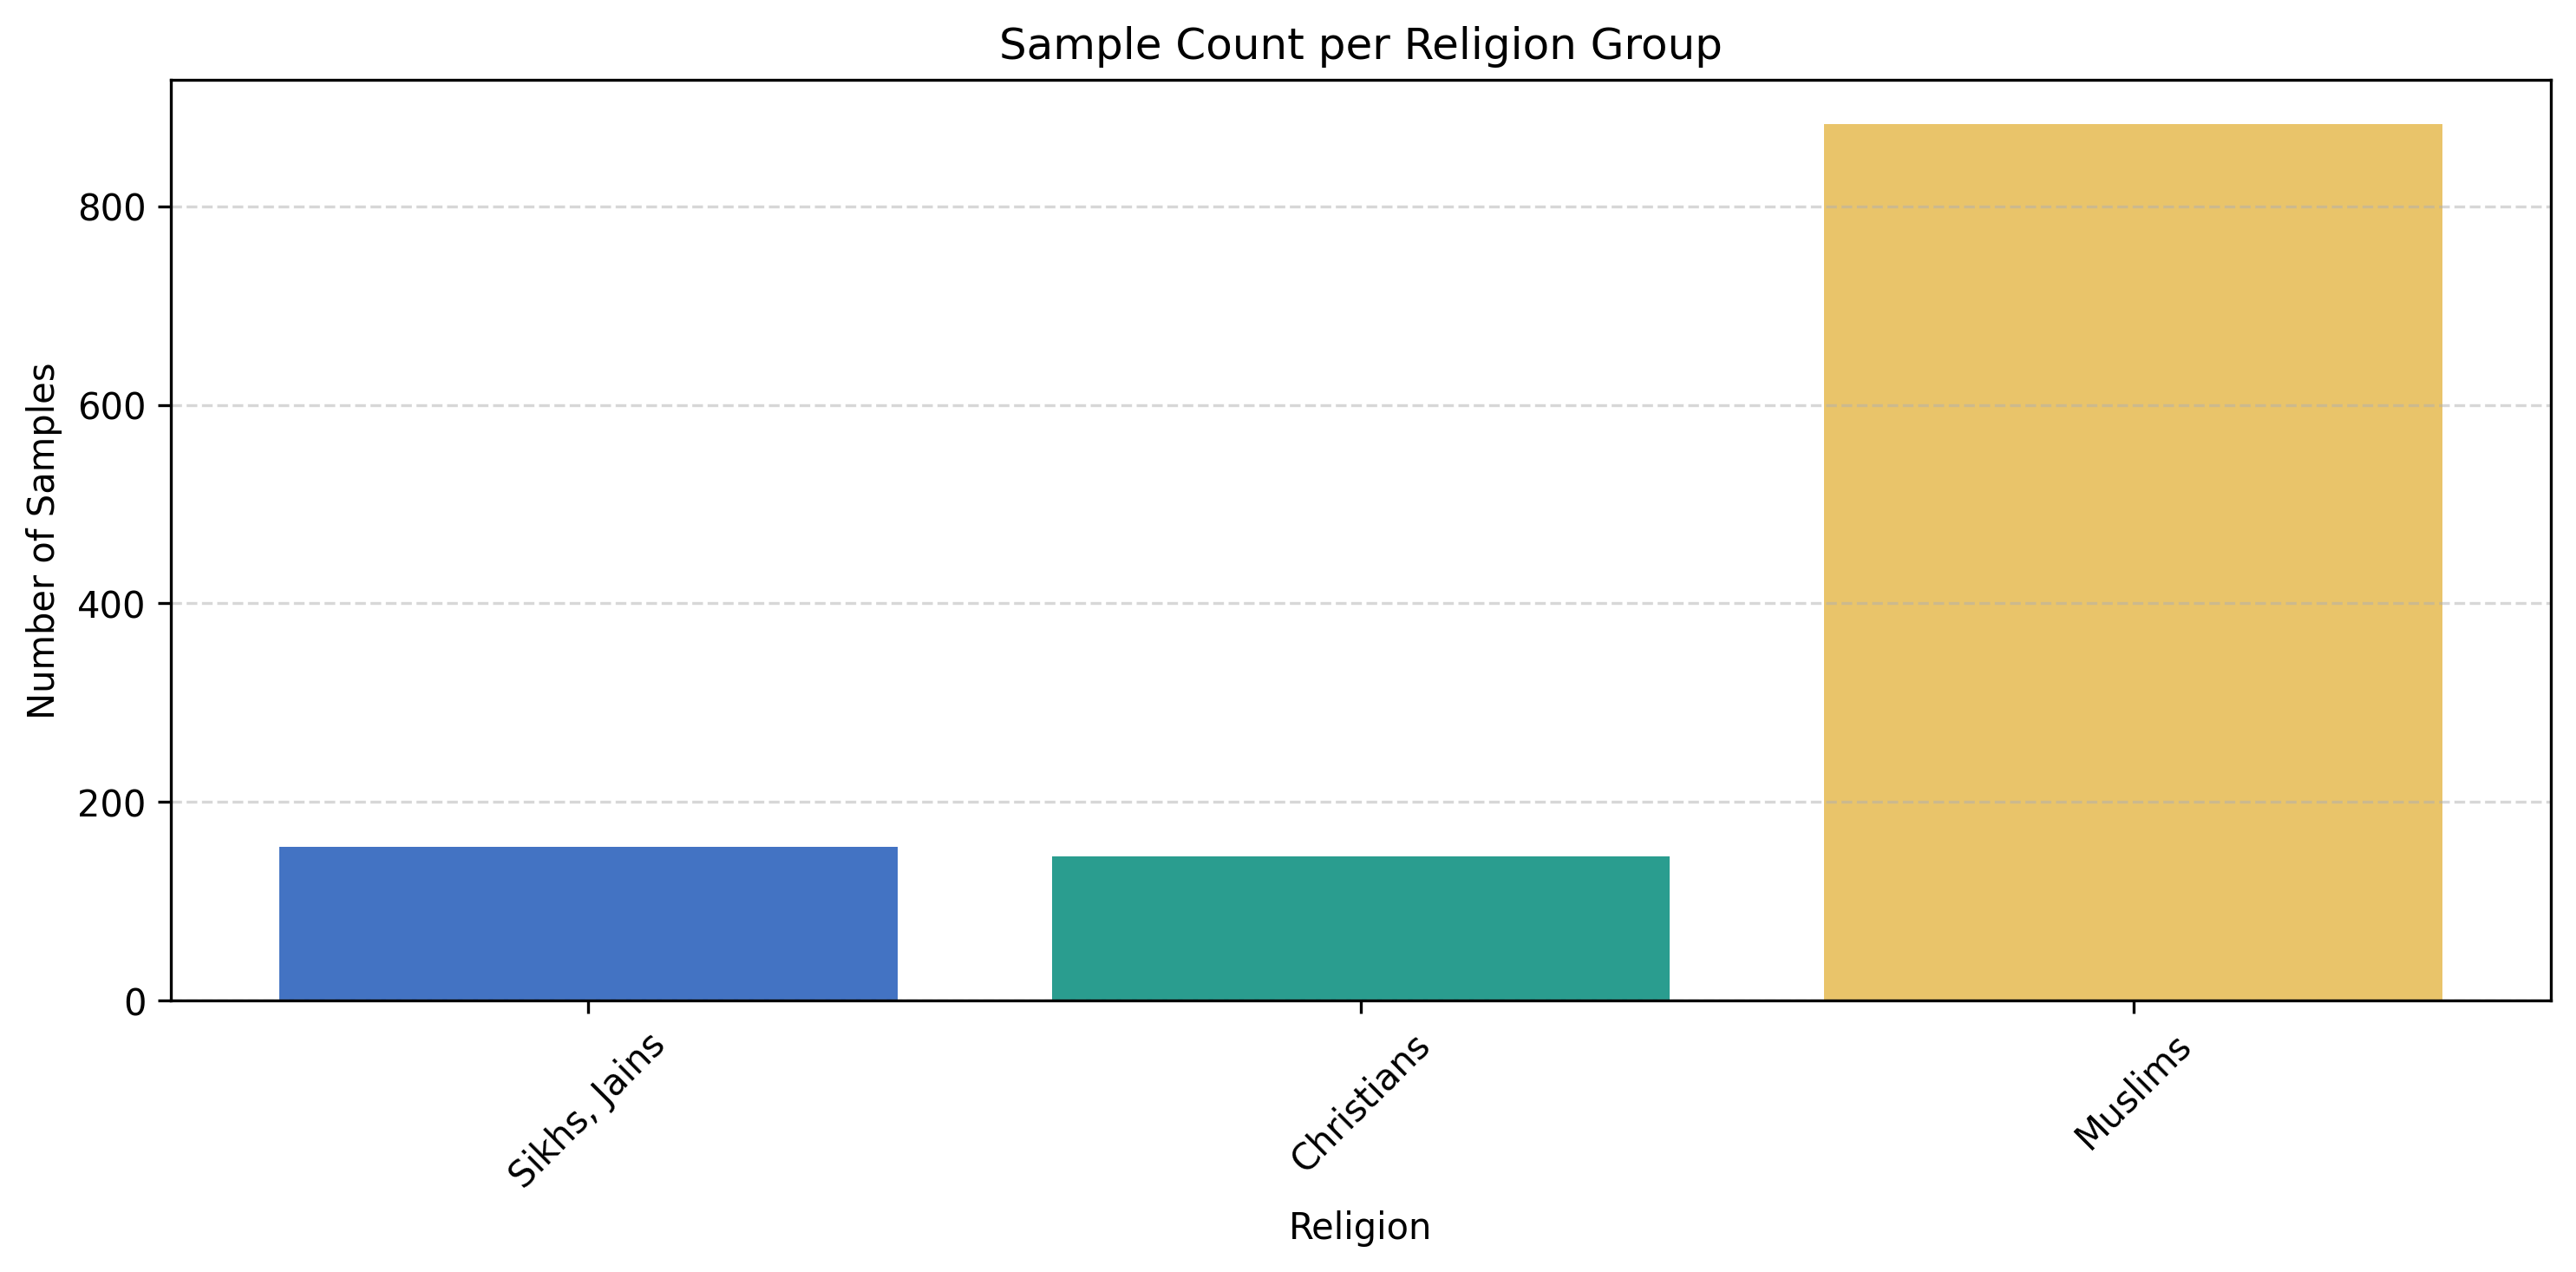 Sample Count per Religion Group
Number of Samples
800
600
400
200
0
Sikhs, Jains
Christians
Muslims
Religion